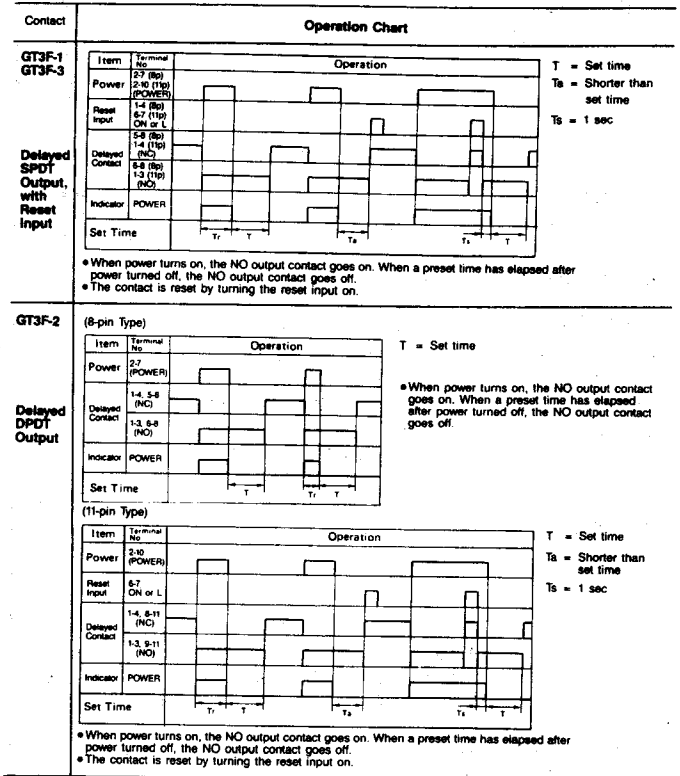 Contact
Operation Chart
GT3F-1
GT3F-3
Delayed
SPDT
Output,
with
Reset
Input
Item
Terminal
No
Operation
Power
2-7 (8p)
2-10 (11p)
(POWER)
Reset
Input
1-4 (8p)
6-7 (11p)
ON or L
Delayed
Contact
5-8 (8p)
1-4 (11p)
(NC)
6-8 (8p)
1-3 (11p)
(NO)
Indicator
POWER
Set Time
Tr
T
Ta
Ts
T
T = Set time
Ta = Shorter than
set time
Ts = 1 sec
• When power turns on, the NO output contact goes on. When a preset time has elapsed after
power turned off, the NO output contact goes off.
• The contact is reset by turning the reset input on.
GT3F-2
Delayed
DPDT
Output
(8-pin Type)
Item
Terminal
No
Operation
Power
2-7
(POWER)
Delayed
Contact
1-4, 5-8
(NC)
1-3, 6-8
(NO)
Indicator
POWER
Set Time
T
Tr
T
T = Set time
• When power turns on, the NO output contact
goes on. When a preset time has elapsed
after power turned off, the NO output contact
goes off.
(11-pin Type)
Item
Terminal
No
Operation
Power
2-10
(POWER)
Reset
Input
6-7
ON or L
Delayed
Contact
1-4, 8-11
(NC)
1-3, 9-11
(NO)
Indicator
POWER
Set Time
Tr
T
Ta
Ts
T
T = Set time
Ta = Shorter than
set time
Ts = 1 sec
• When power turns on, the NO output contact goes on. When a preset time has elapsed after
power turned off, the NO output contact goes off.
• The contact is reset by turning the reset input on.